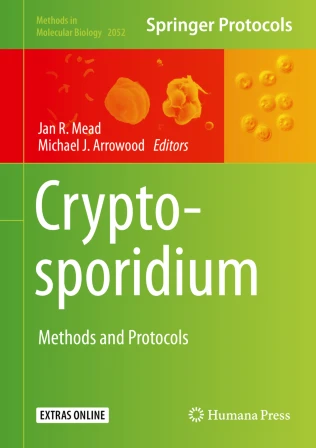 Methods in
Molecular Biology 2052
Springer Protocols
Jan R. Mead
Michael J. Arrowood Editors
Crypto-
sporidium
Methods and Protocols
EXTRAS ONLINE
Humana Press